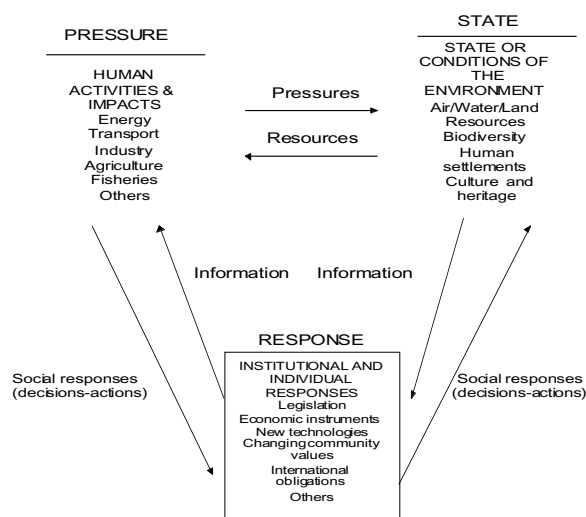 PRESSURE
HUMAN
ACTIVITIES &
IMPACTS
Energy
Transport
Industry
Agriculture
Fisheries
Others
Pressures
Resources
STATE
STATE OR
CONDITIONS OF
THE
ENVIRONMENT
Air/Water/Land
Resources
Biodiversity
Human
settlements
Culture and
heritage
Information
Information
Social responses
(decisions-actions)
RESPONSE
INSTITUTIONAL AND
INDIVIDUAL
RESPONSES
Legislation
Economic instruments
New technologies
Changing community
values
International
obligations
Others
Social responses
(decisions-actions)